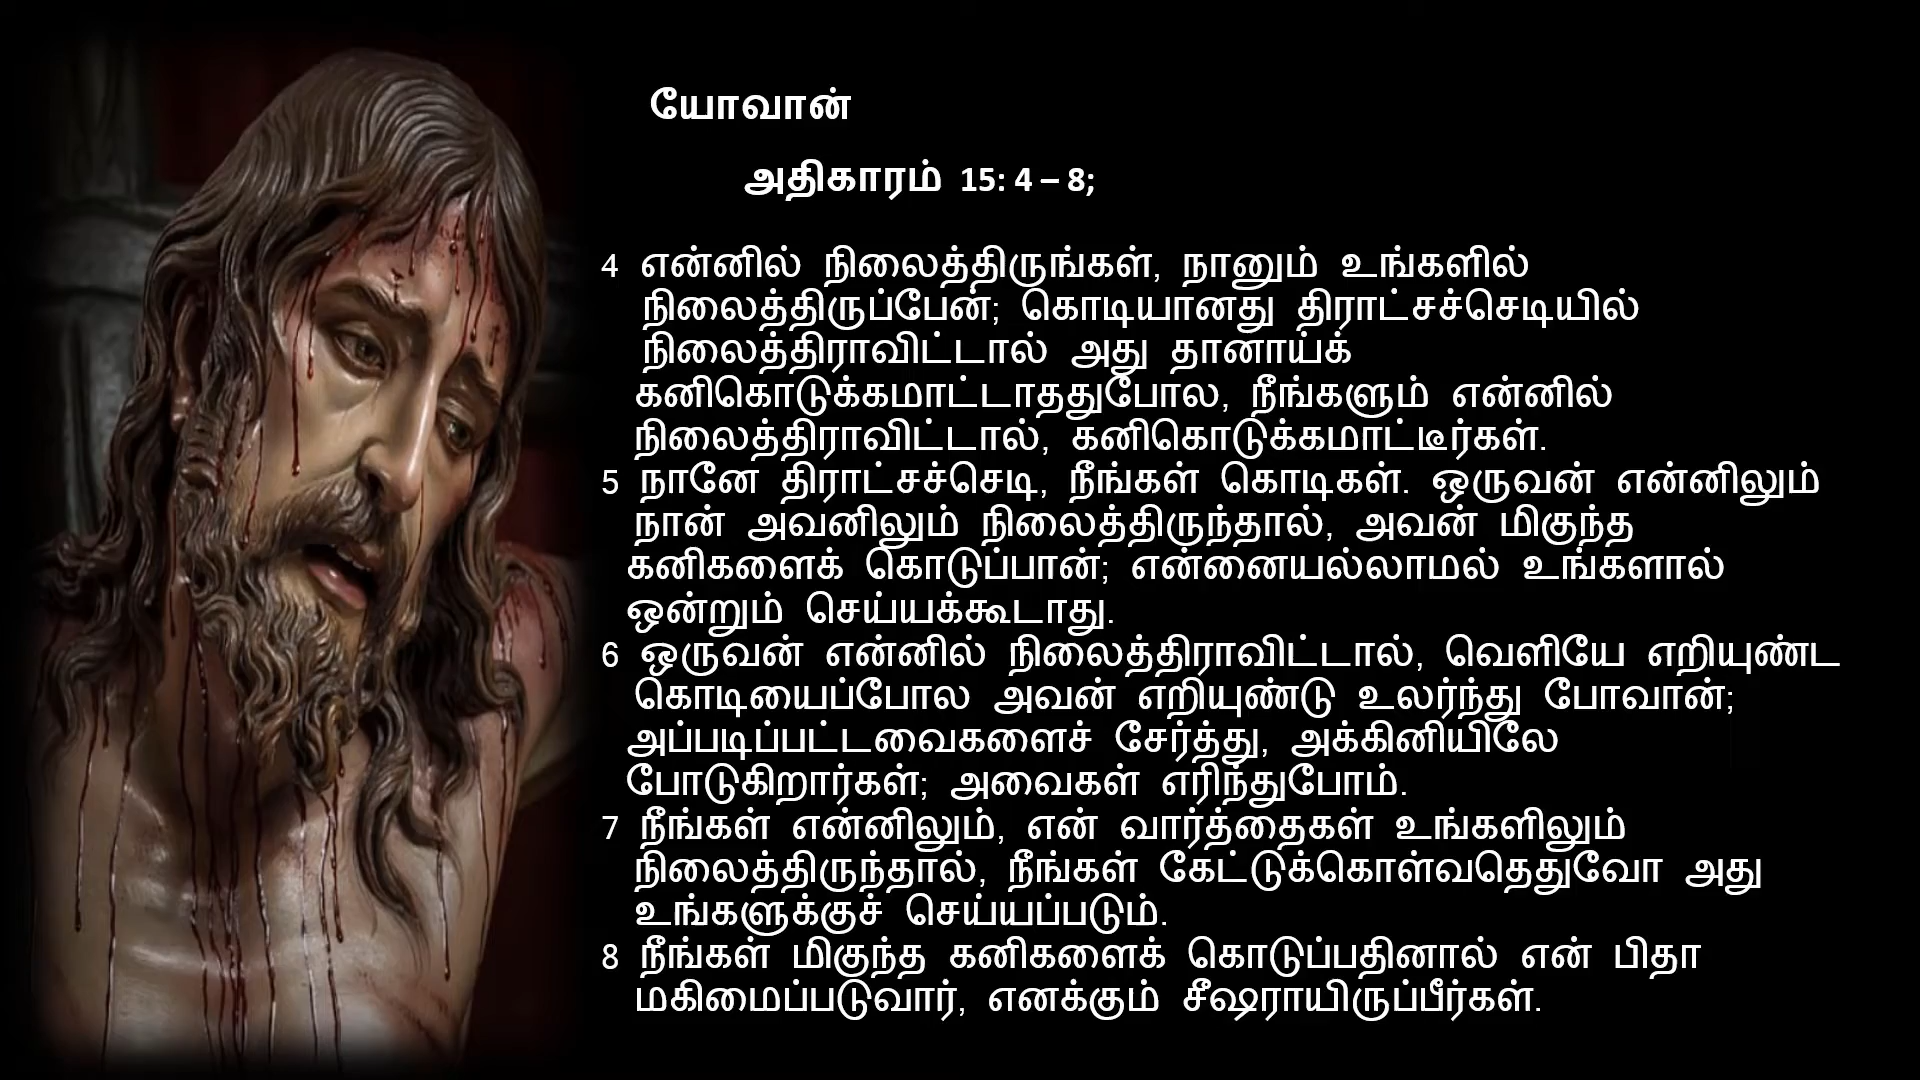 யோவான்
அதிகாரம் 15: 4 – 8;
4 என்னில் நிலைத்திருங்கள், நானும் உங்களில்
நிலைத்திருப்பேன்; கொடியானது திராட்சச்செடியில்
நிலைத்திராவிட்டால் அது தானாய்க்
கனிகொடுக்கமாட்டாததுபோல, நீங்களும் என்னில்
நிலைத்திராவிட்டால், கனிகொடுக்கமாட்டீர்கள்.
5 நானே திராட்சச்செடி, நீங்கள் கொடிகள். ஒருவன் என்னிலும்
நான் அவனிலும் நிலைத்திருந்தால், அவன் மிகுந்த
கனிகளைக் கொடுப்பான்; என்னையல்லாமல் உங்களால்
ஒன்றும் செய்யக்கூடாது.
6 ஒருவன் என்னில் நிலைத்திராவிட்டால், வெளியே எறியுண்ட
கொடியைப்போல அவன் எறியுண்டு உலர்ந்து போவான்;
அப்படிப்பட்டவைகளைச் சேர்த்து, அக்கினியிலே
போடுகிறார்கள்; அவைகள் எரிந்துபோம்.
7 நீங்கள் என்னிலும், என் வார்த்தைகள் உங்களிலும்
நிலைத்திருந்தால், நீங்கள் கேட்டுக்கொள்வதெதுவோ அது
உங்களுக்குச் செய்யப்படும்.
8 நீங்கள் மிகுந்த கனிகளைக் கொடுப்பதினால் என் பிதா
மகிமைப்படுவார், எனக்கும் சீஷராயிருப்பீர்கள்.